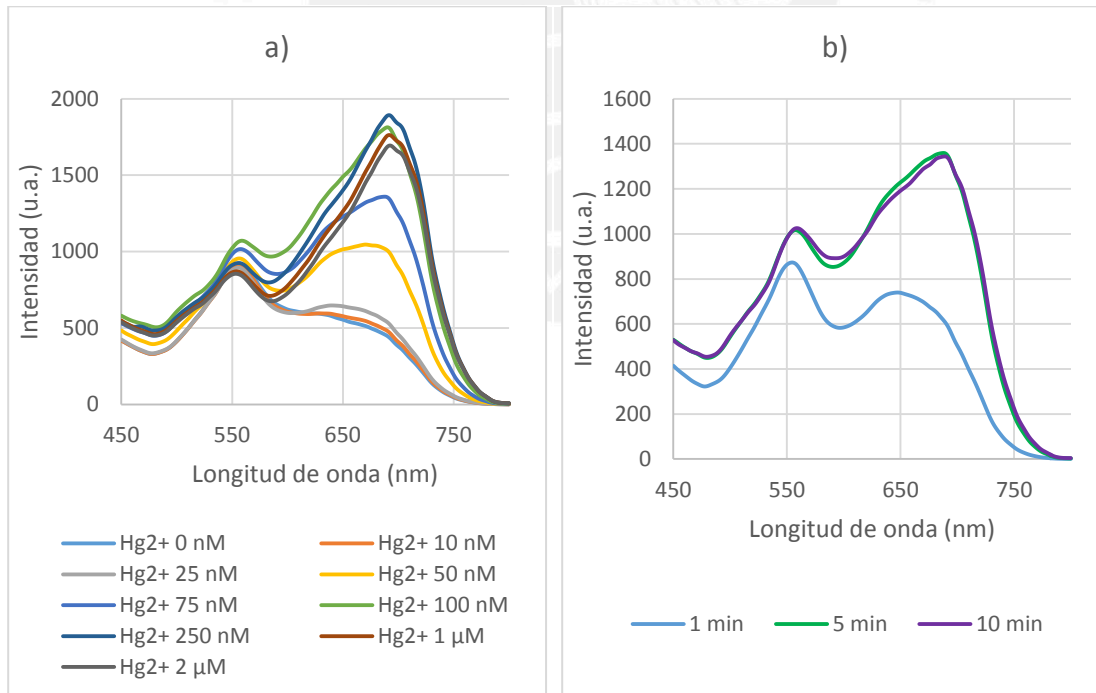 a)
Intensidad (u.a.)
2000
1500
1000
500
0
450 550 650 750
Longitud de onda (nm)
Hg2+ 0 nM Hg2+ 10 nM
Hg2+ 25 nM Hg2+ 50 nM
Hg2+ 75 nM Hg2+ 100 nM
Hg2+ 250 nM Hg2+ 1 µM
Hg2+ 2 µM
b)
Intensidad (u.a.)
1600
1400
1200
1000
800
600
400
200
0
450 550 650 750
Longitud de onda (nm)
1 min 5 min 10 min